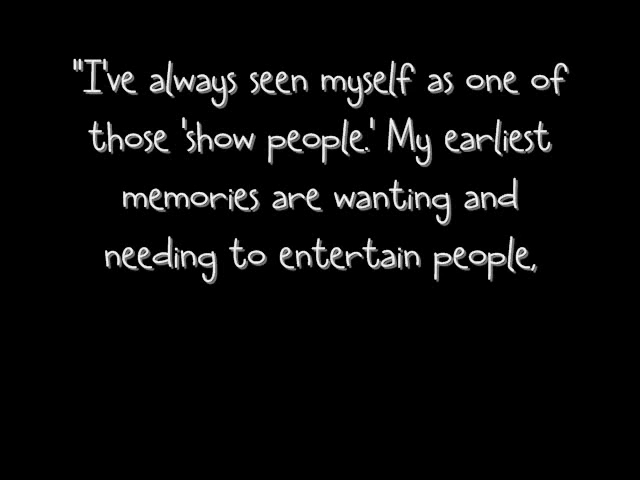 "I've always seen myself as one of
those 'show people.' My earliest
memories are wanting and
needing to entertain people,